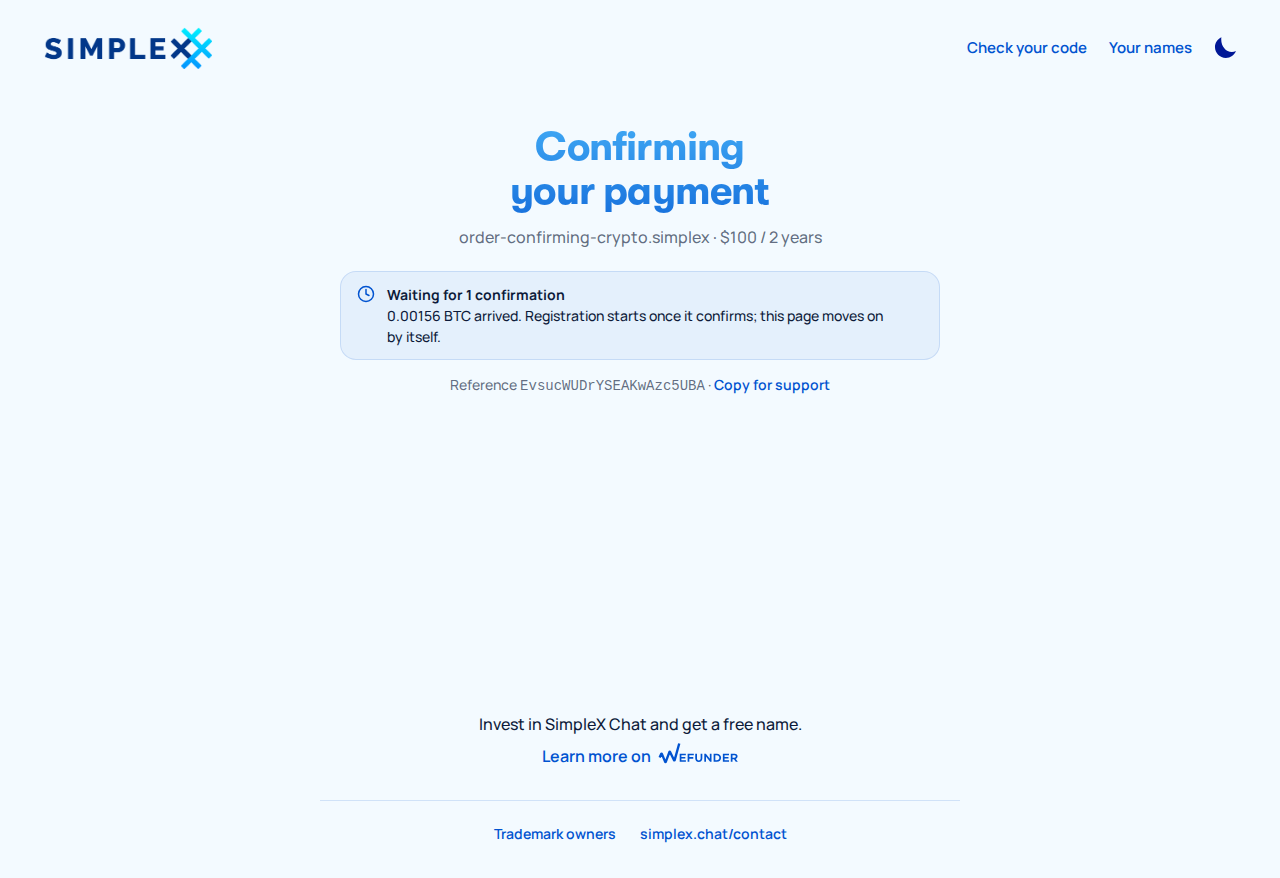 SIMPLEX
Check your code
Your names
Confirming
your payment
order-confirming-crypto.simplex · $100 / 2 years
Waiting for 1 confirmation
0.00156 BTC arrived. Registration starts once it confirms; this page moves on
by itself.
Reference EvsucWUDrYSEAKwAzc5UBA · Copy for support
Invest in SimpleX Chat and get a free name.
Learn more on WEFUNDER
Trademark owners
simplex.chat/contact